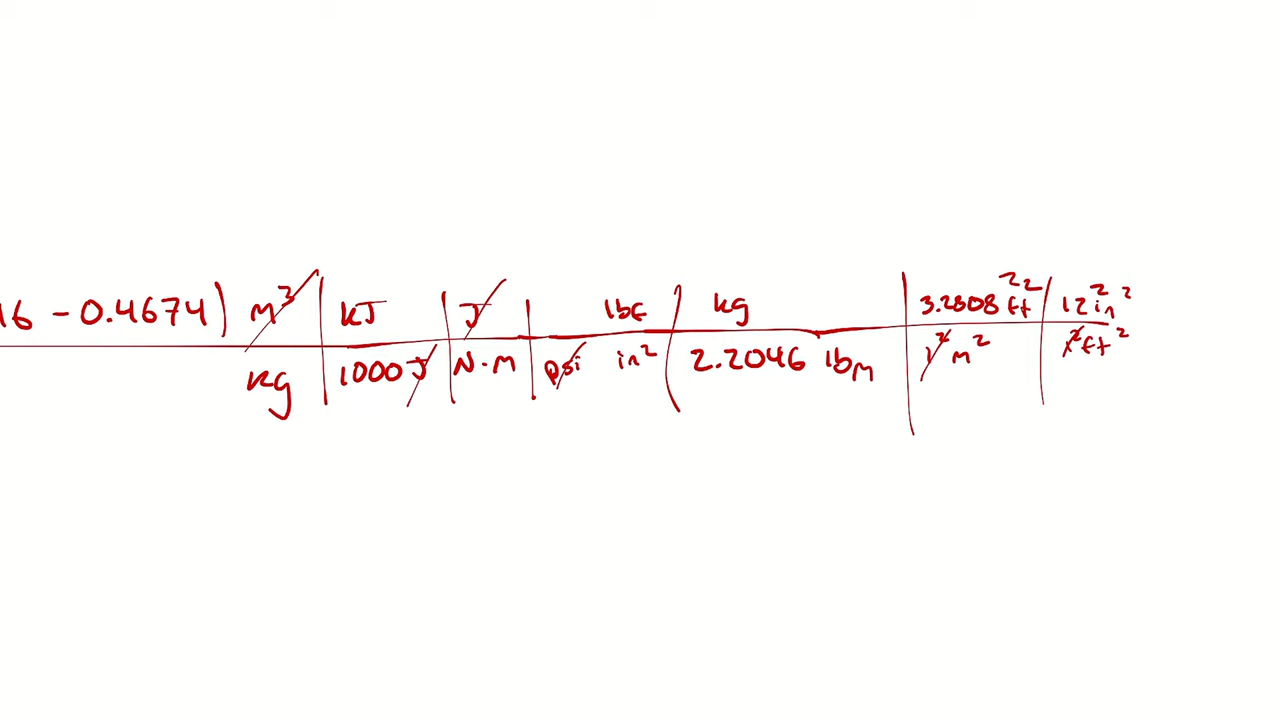 16 - 0.4674) m³ | kJ | J | lbf | kg | 3.2808² ft² | 12² in²
kg | 1000 J | N·m | psi in² | 2.2046 lbm | 1² m² | 1² ft²